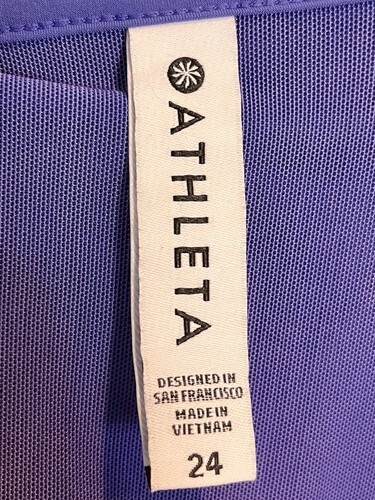 ATHLETA
DESIGNED IN
SAN FRANCISCO
MADE IN
VIETNAM
24